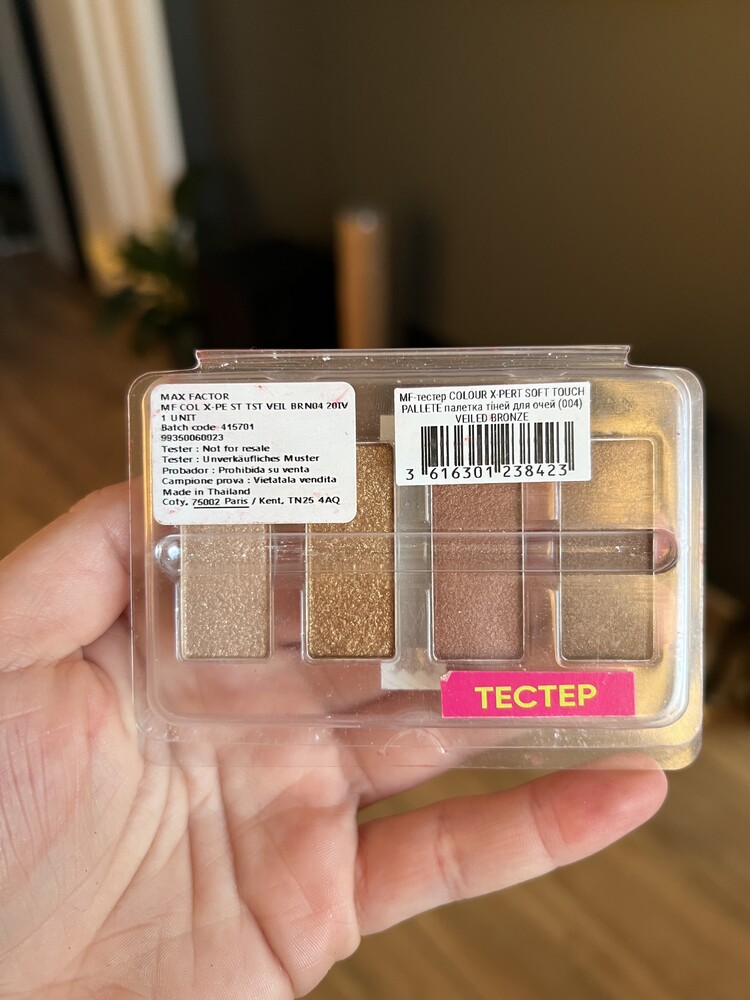 MAX FACTOR
MF COL X-PE ST TST VEIL BRN04 20IV
1 UNIT
Batch code 415701
99350060023
Tester : Not for resale
Tester : Unverkäufliches Muster
Probador : Prohibida su venta
Campione prova : Vietatala vendita
Made in Thailand
Coty, 75002 Paris / Kent, TN25 4AQ
MF-тестер COLOUR X-PERT SOFT TOUCH
PALLETE палетка тіней для очей (004)
VEILED BRONZE
3 616301 238423
ТЕСТЕР